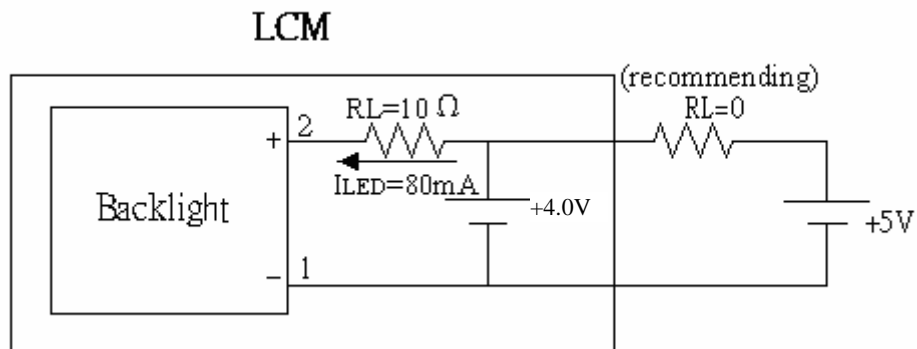 LCM
(recommending)
RL=10 Ω
RL=0
+ 2
ILED=80mA
Backlight
+4.0V
+5V
− 1